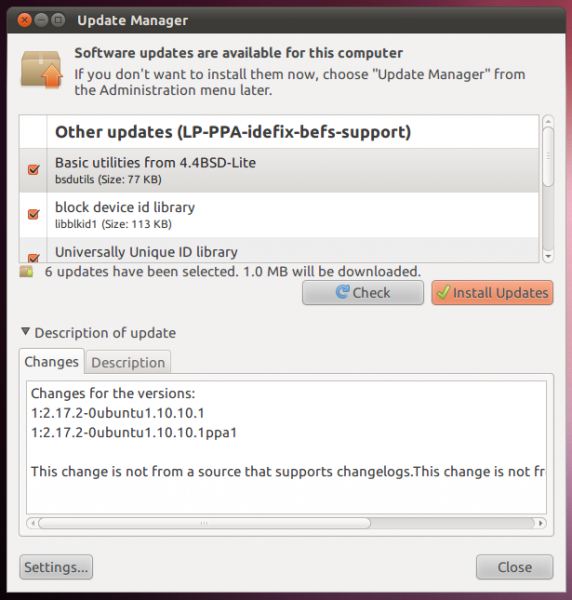 Update Manager
Software updates are available for this computer
If you don't want to install them now, choose "Update Manager" from
the Administration menu later.
Other updates (LP-PPA-idefix-befs-support)
Basic utilities from 4.4BSD-Lite
bsdutils (Size: 77 KB)
block device id library
libblkid1 (Size: 113 KB)
Universally Unique ID library
6 updates have been selected. 1.0 MB will be downloaded.
Check
Install Updates
Description of update
Changes
Description
Changes for the versions:
1:2.17.2-0ubuntu1.10.10.1
1:2.17.2-0ubuntu1.10.10.1ppa1
This change is not from a source that supports changelogs.This change is not fr
Settings...
Close